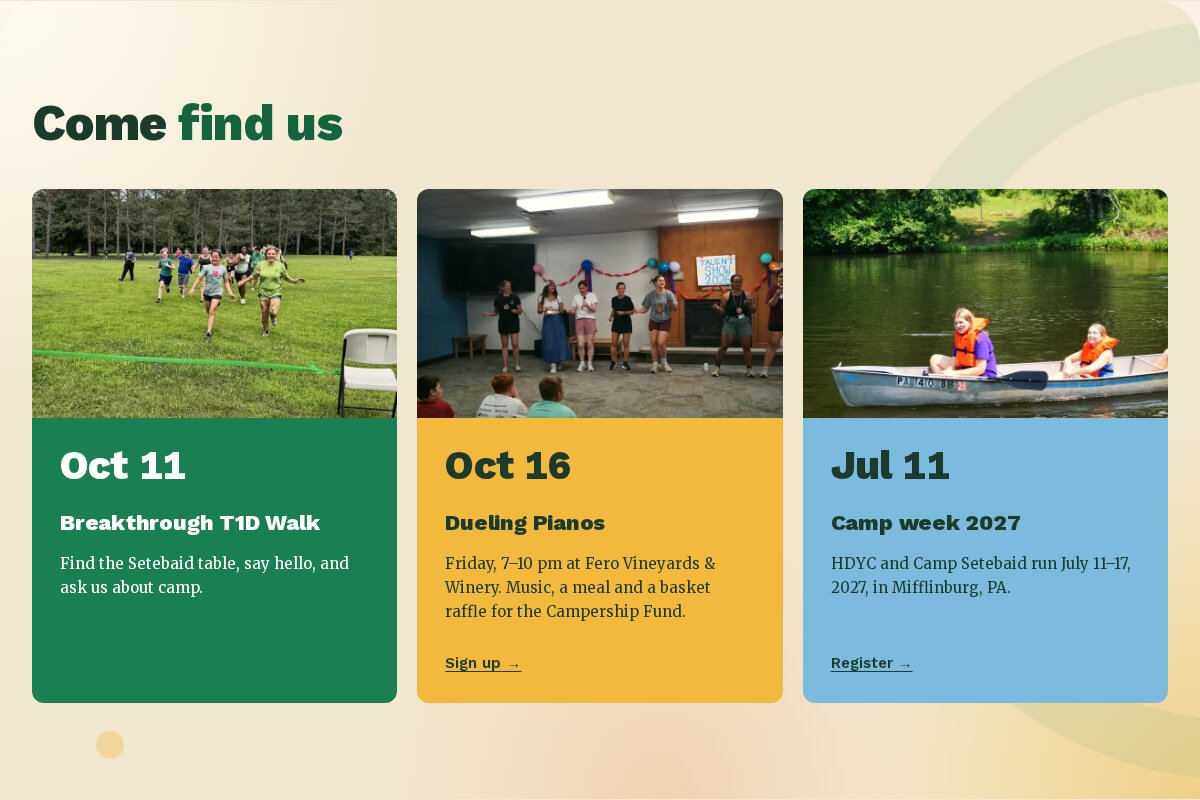 Come find us
TALENT
SHOW
PA 1470 B
26
Oct 11
Breakthrough T1D Walk
Find the Setebaid table, say hello, and
ask us about camp.
Oct 16
Dueling Pianos
Friday, 7–10 pm at Fero Vineyards &
Winery. Music, a meal and a basket
raffle for the Campership Fund.
Sign up →
Jul 11
Camp week 2027
HDYC and Camp Setebaid run July 11–17,
2027, in Mifflinburg, PA.
Register →